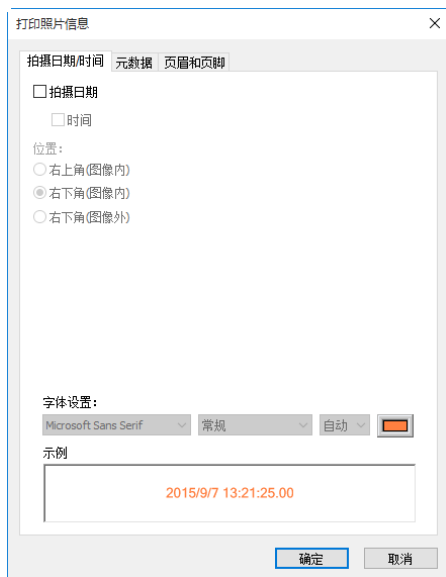 打印照片信息
拍摄日期/时间 元数据 页眉和页脚
拍摄日期
时间
位置:
右上角(图像内)
右下角(图像内)
右下角(图像外)
字体设置:
Microsoft Sans Serif 常规 自动
示例
2015/9/7 13:21:25.00
确定 取消